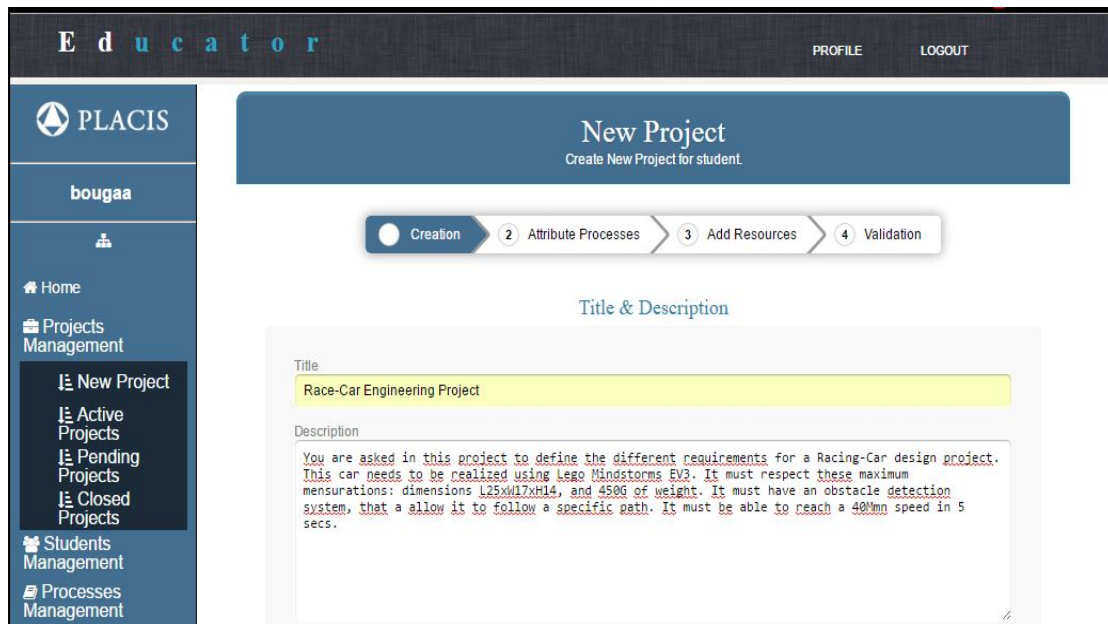 Educator
PROFILE
LOGOUT
PLACIS
bougaa
Home
Projects
Management
New Project
Active
Projects
Pending
Projects
Closed
Projects
Students
Management
Processes
Management
New Project
Create New Project for student.
Creation
2 Attribute Processes
3 Add Resources
4 Validation
Title & Description
Title
Race-Car Engineering Project
Description
You are asked in this project to define the different requirements for a Racing-Car design project.
This car needs to be realized using Lego Mindstorms EV3. It must respect these maximum
mensurations: dimensions L25xW17xH14, and 450G of weight. It must have an obstacle detection
system, that a allow it to follow a specific path. It must be able to reach a 40Mmn speed in 5
secs.